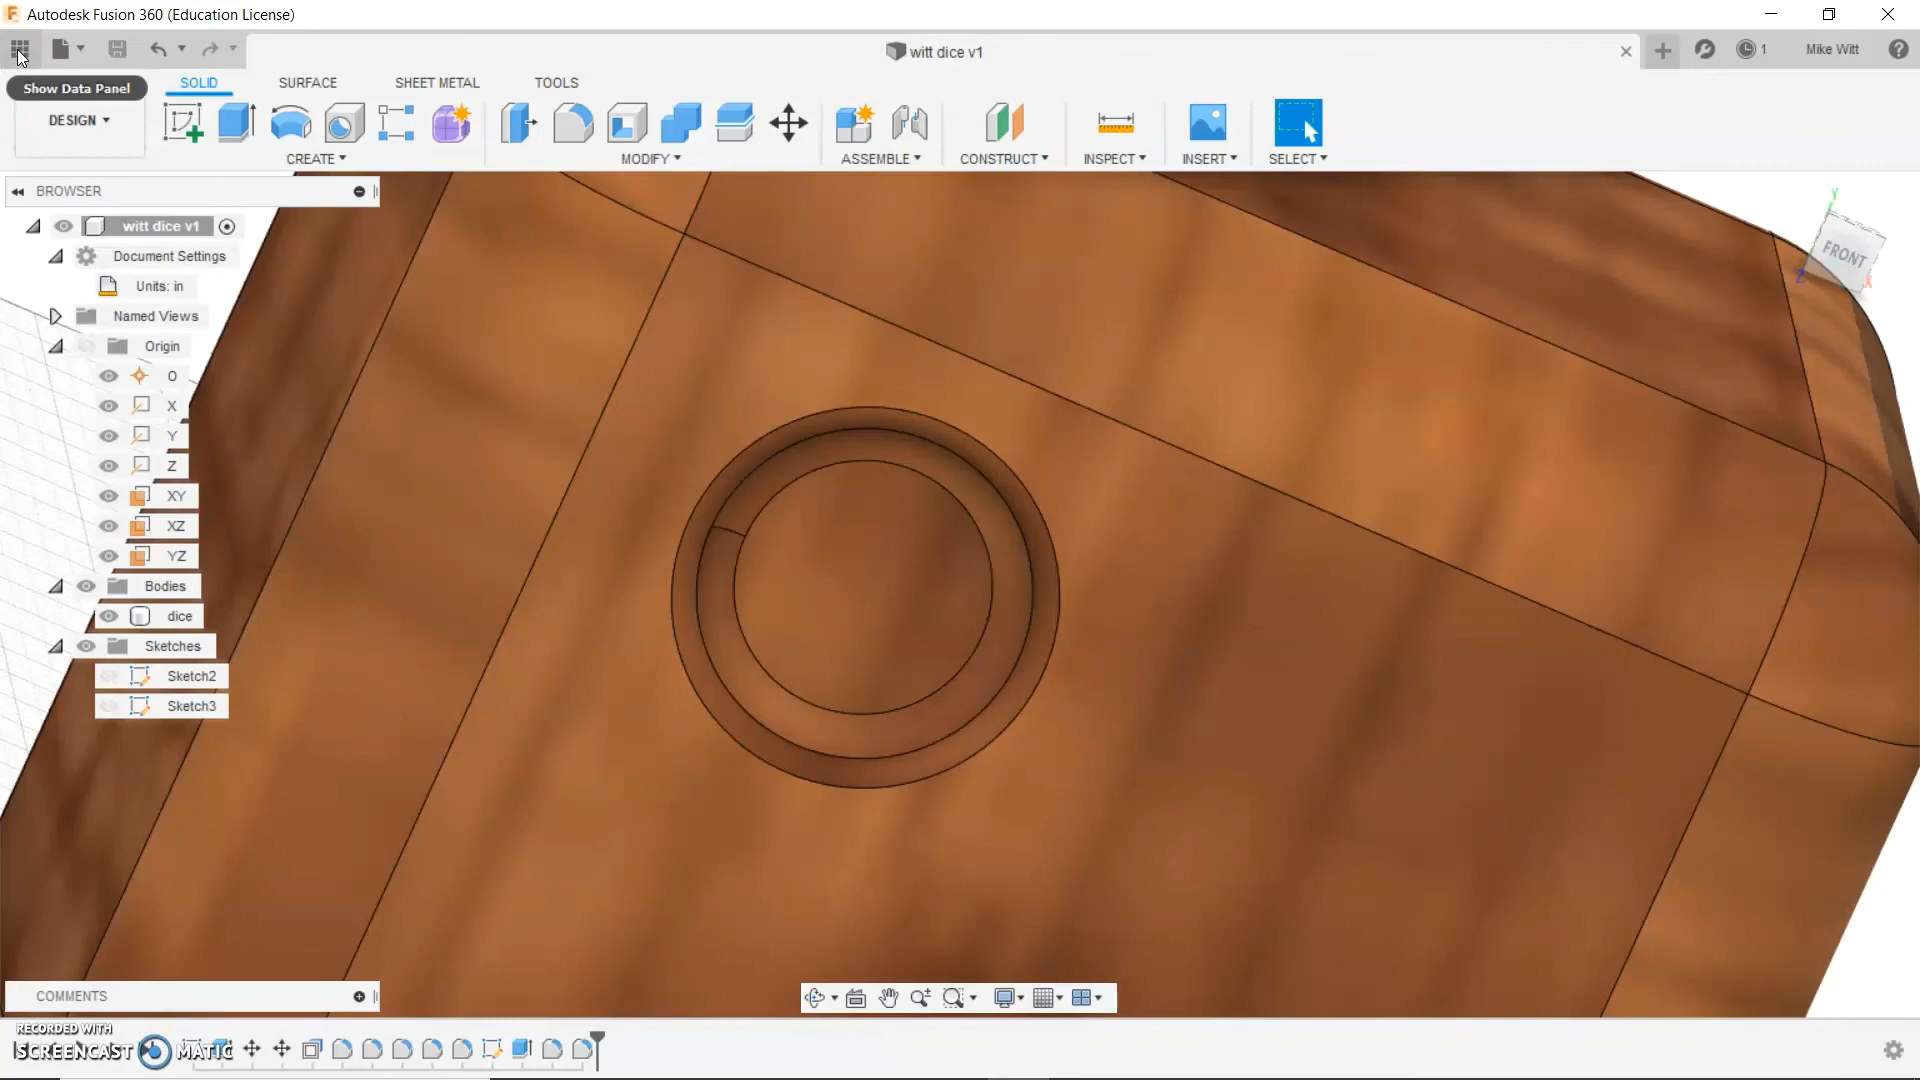 Autodesk Fusion 360 (Education License)
witt dice v1
1
Mike Witt
Show Data Panel
SOLID
SURFACE
SHEET METAL
TOOLS
DESIGN
CREATE
MODIFY
ASSEMBLE
CONSTRUCT
INSPECT
INSERT
SELECT
BROWSER
witt dice v1
Document Settings
Units: in
Named Views
Origin
O
X
Y
Z
XY
XZ
YZ
Bodies
dice
Sketches
Sketch2
Sketch3
Y
FRONT
Z
X
COMMENTS
RECORDED WITH
SCREENCAST MATIC